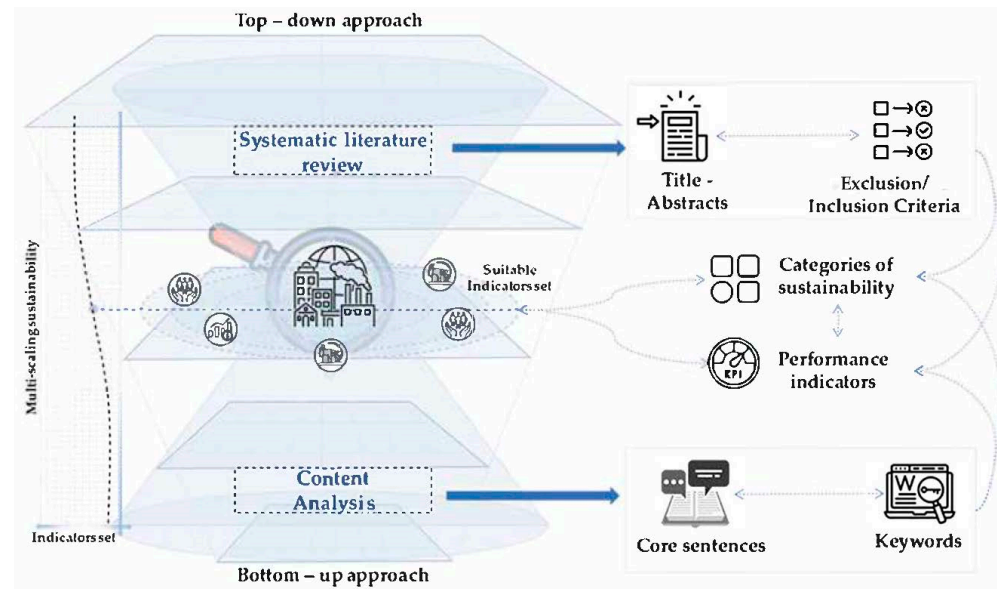 Top – down approach
Systematic literature
review
Title -
Abstracts
Exclusion/
Inclusion Criteria
Multi-scaling sustainability
Suitable
Indicators set
Categories of
sustainability
KPI
Performance
indicators
Content
Analysis
W
Core sentences
Keywords
Indicators set
Bottom – up approach